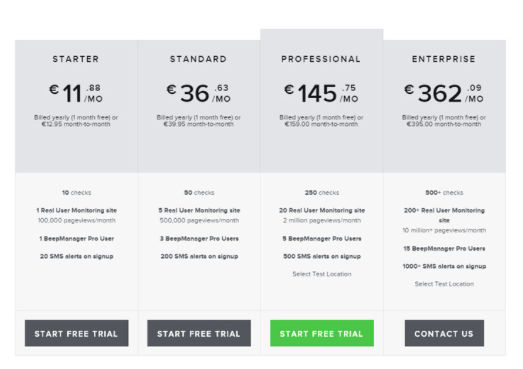 STARTER
€ 11 .88 /MO
Billed yearly (1 month free) or
€12.95 month-to-month
10 checks
1 Real User Monitoring site
100,000 pageviews/month
1 BeepManager Pro User
20 SMS alerts on signup
START FREE TRIAL
STANDARD
€ 36 .63 /MO
Billed yearly (1 month free) or
€39.95 month-to-month
50 checks
5 Real User Monitoring site
500,000 pageviews/month
3 BeepManager Pro Users
200 SMS alerts on signup
START FREE TRIAL
PROFESSIONAL
€ 145 .75 /MO
Billed yearly (1 month free) or
€159.00 month-to-month
250 checks
20 Real User Monitoring site
2 million pageviews/month
5 BeepManager Pro Users
500 SMS alerts on signup
Select Test Location
START FREE TRIAL
ENTERPRISE
€ 362 .09 /MO
Billed yearly (1 month free) or
€395.00 month-to-month
500+ checks
200+ Real User Monitoring
site
10 million+ pageviews/month
15 BeepManager Pro Users
1000+ SMS alerts on signup
Select Test Location
CONTACT US